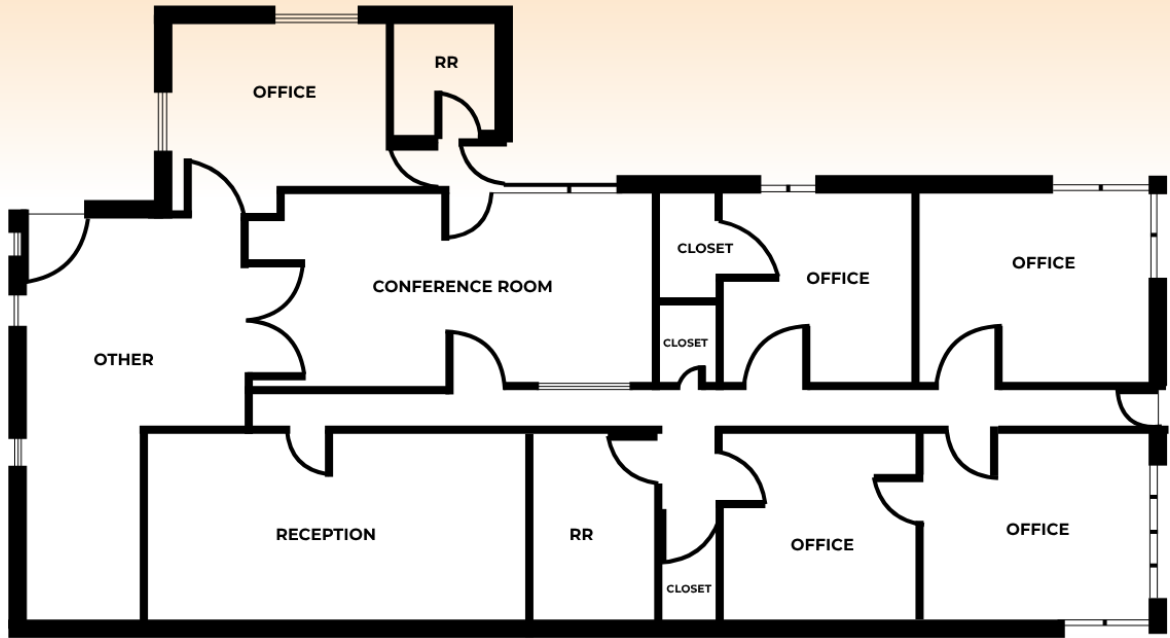 OFFICE
RR
CLOSET
OFFICE
OFFICE
CONFERENCE ROOM
CLOSET
OTHER
RECEPTION
RR
OFFICE
OFFICE
CLOSET